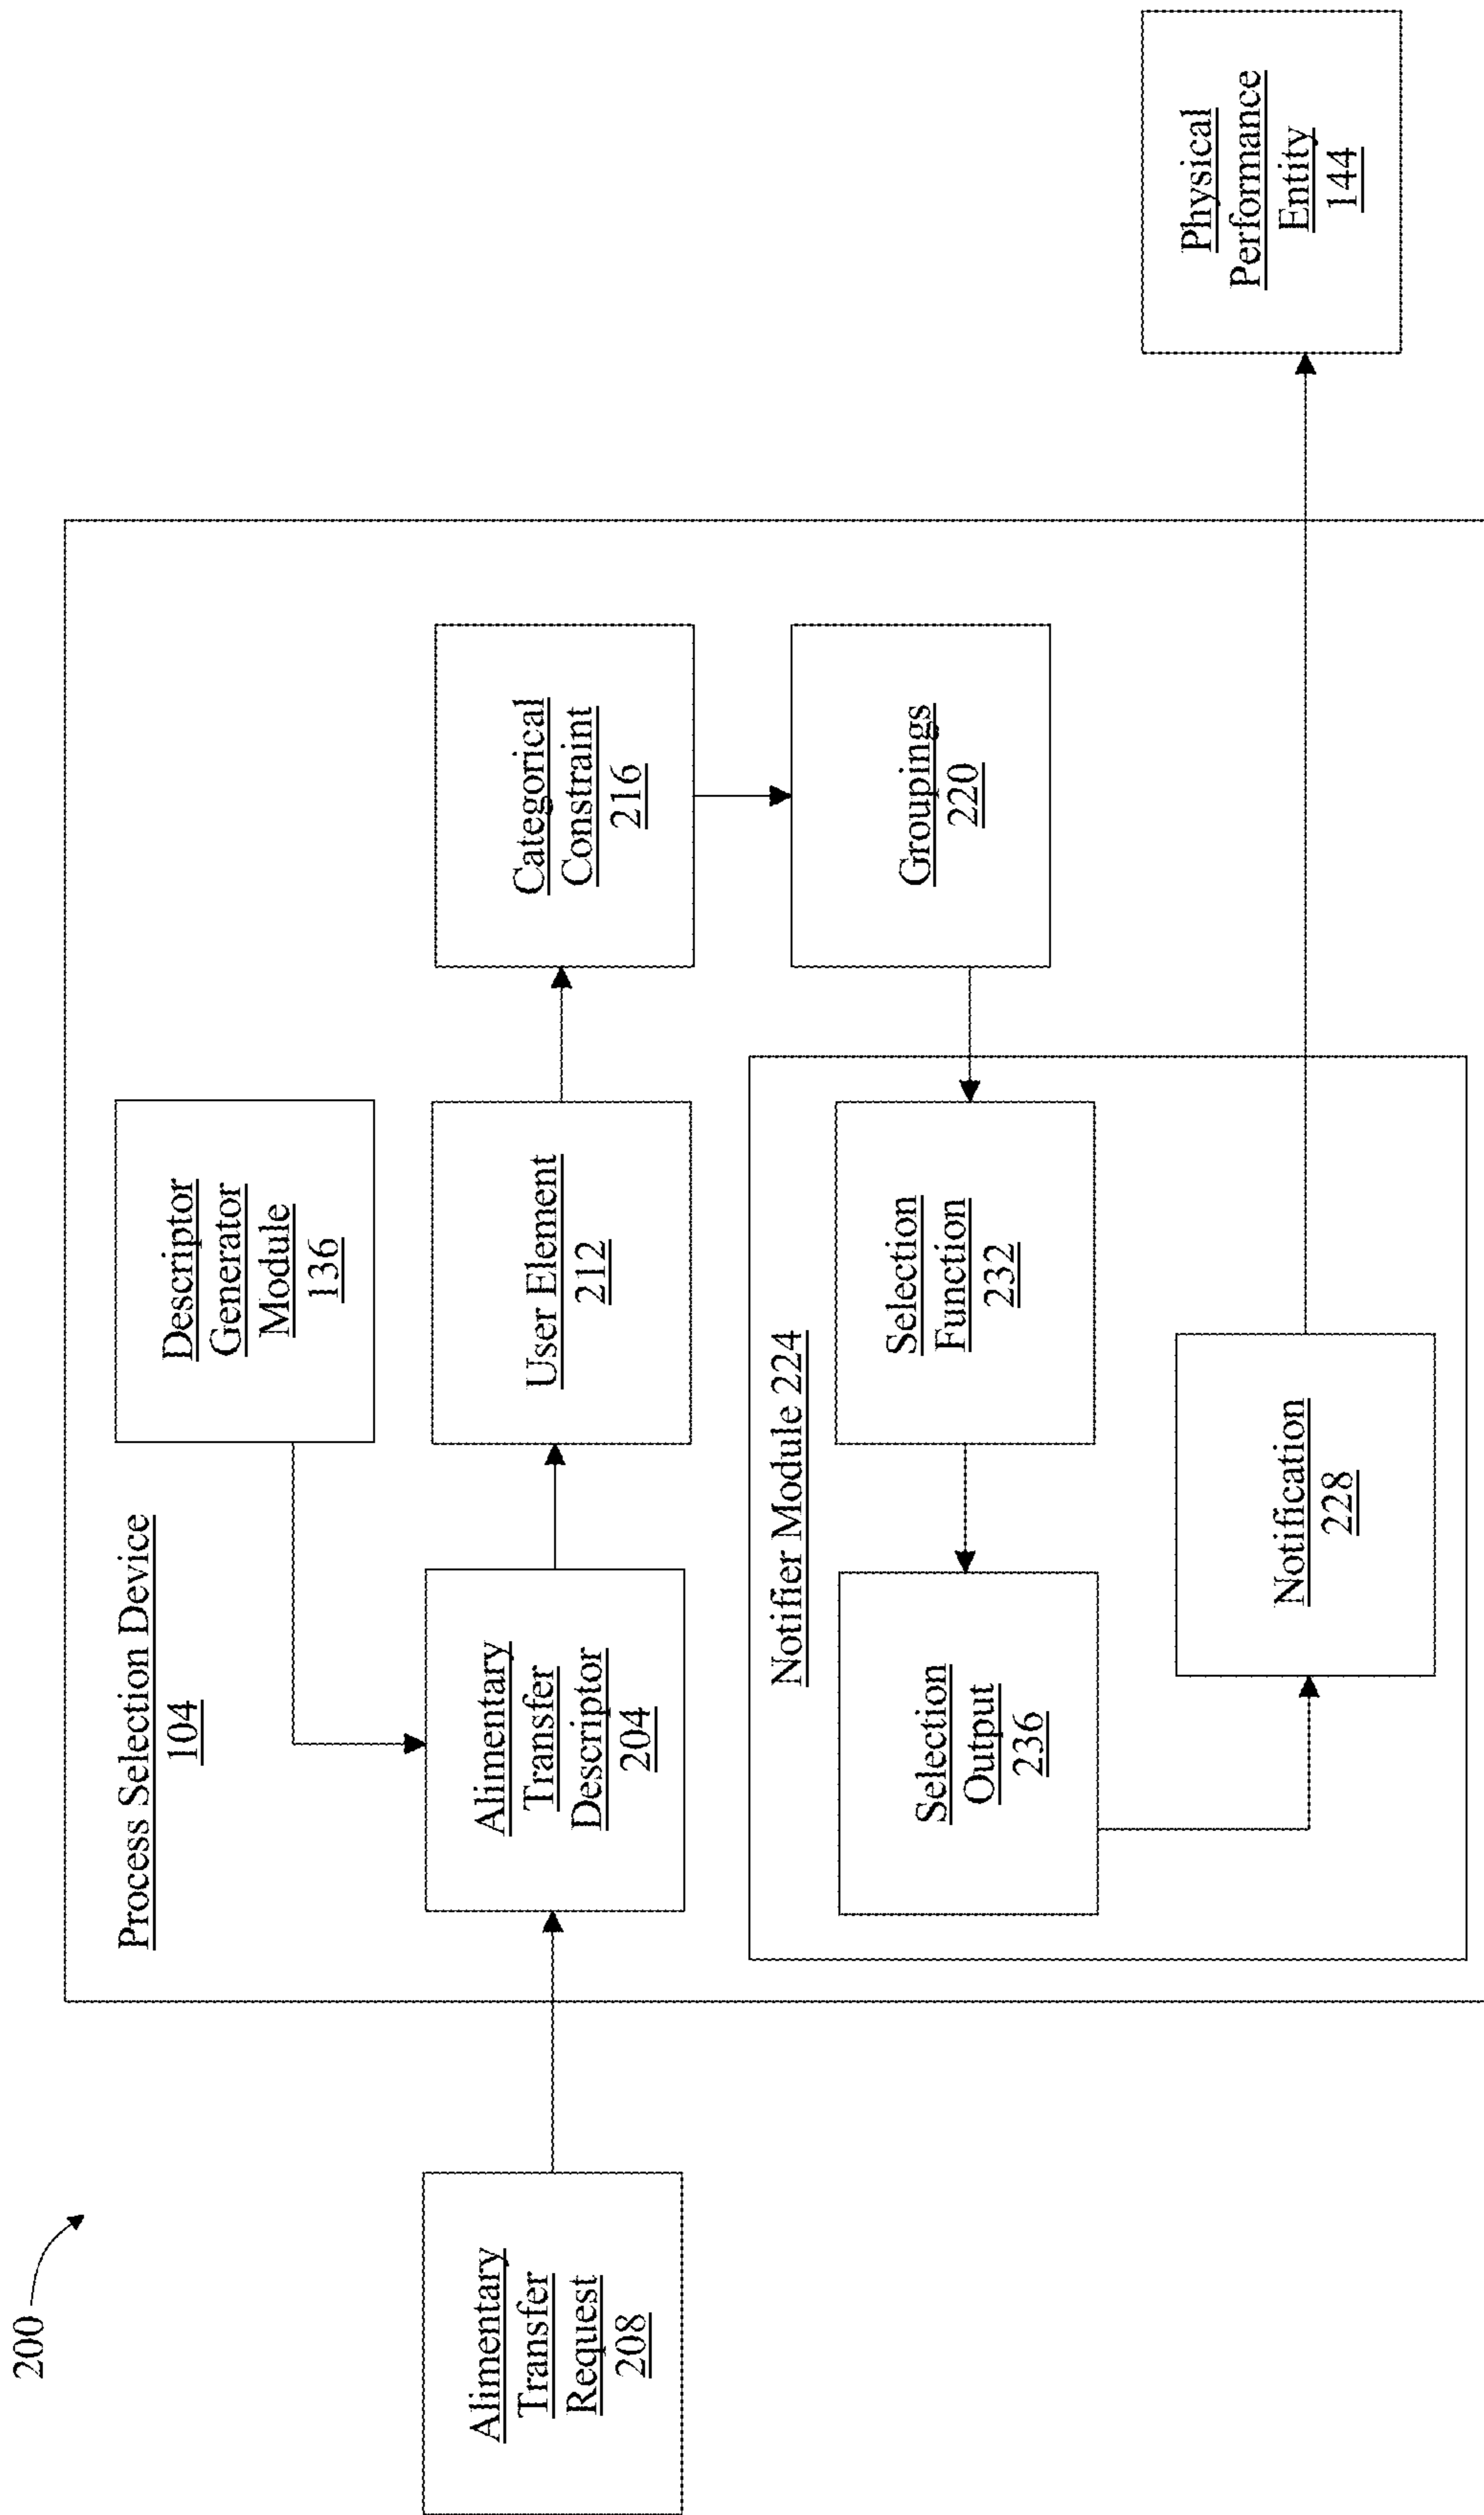 200
Process Selection Device
104
Descriptor
Generator
Module
136
Alimentary
Transfer
Request
208
Alimentary
Transfer
Descriptor
204
User Element
212
Categorical
Constraint
216
Groupings
220
Notifier Module 224
Selection
Function
232
Selection
Output
236
Notification
228
Physical
Performance
Entity
144